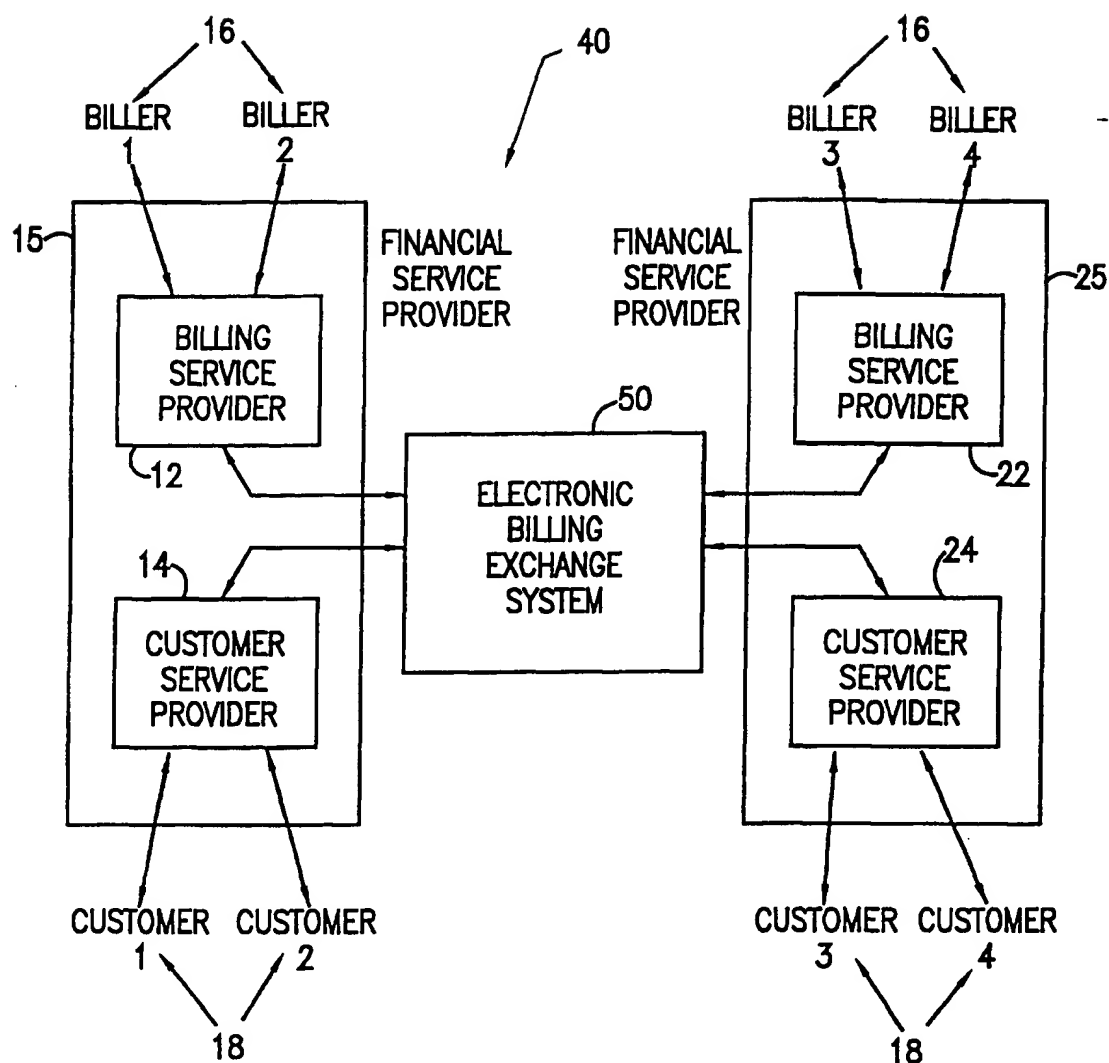 16
40
16
BILLER
1
BILLER
2
BILLER
3
BILLER
4
15
FINANCIAL
SERVICE
PROVIDER
FINANCIAL
SERVICE
PROVIDER
25
BILLING
SERVICE
PROVIDER
12
BILLING
SERVICE
PROVIDER
22
50
ELECTRONIC
BILLING
EXCHANGE
SYSTEM
14
CUSTOMER
SERVICE
PROVIDER
24
CUSTOMER
SERVICE
PROVIDER
CUSTOMER
1
CUSTOMER
2
CUSTOMER
3
CUSTOMER
4
18
18